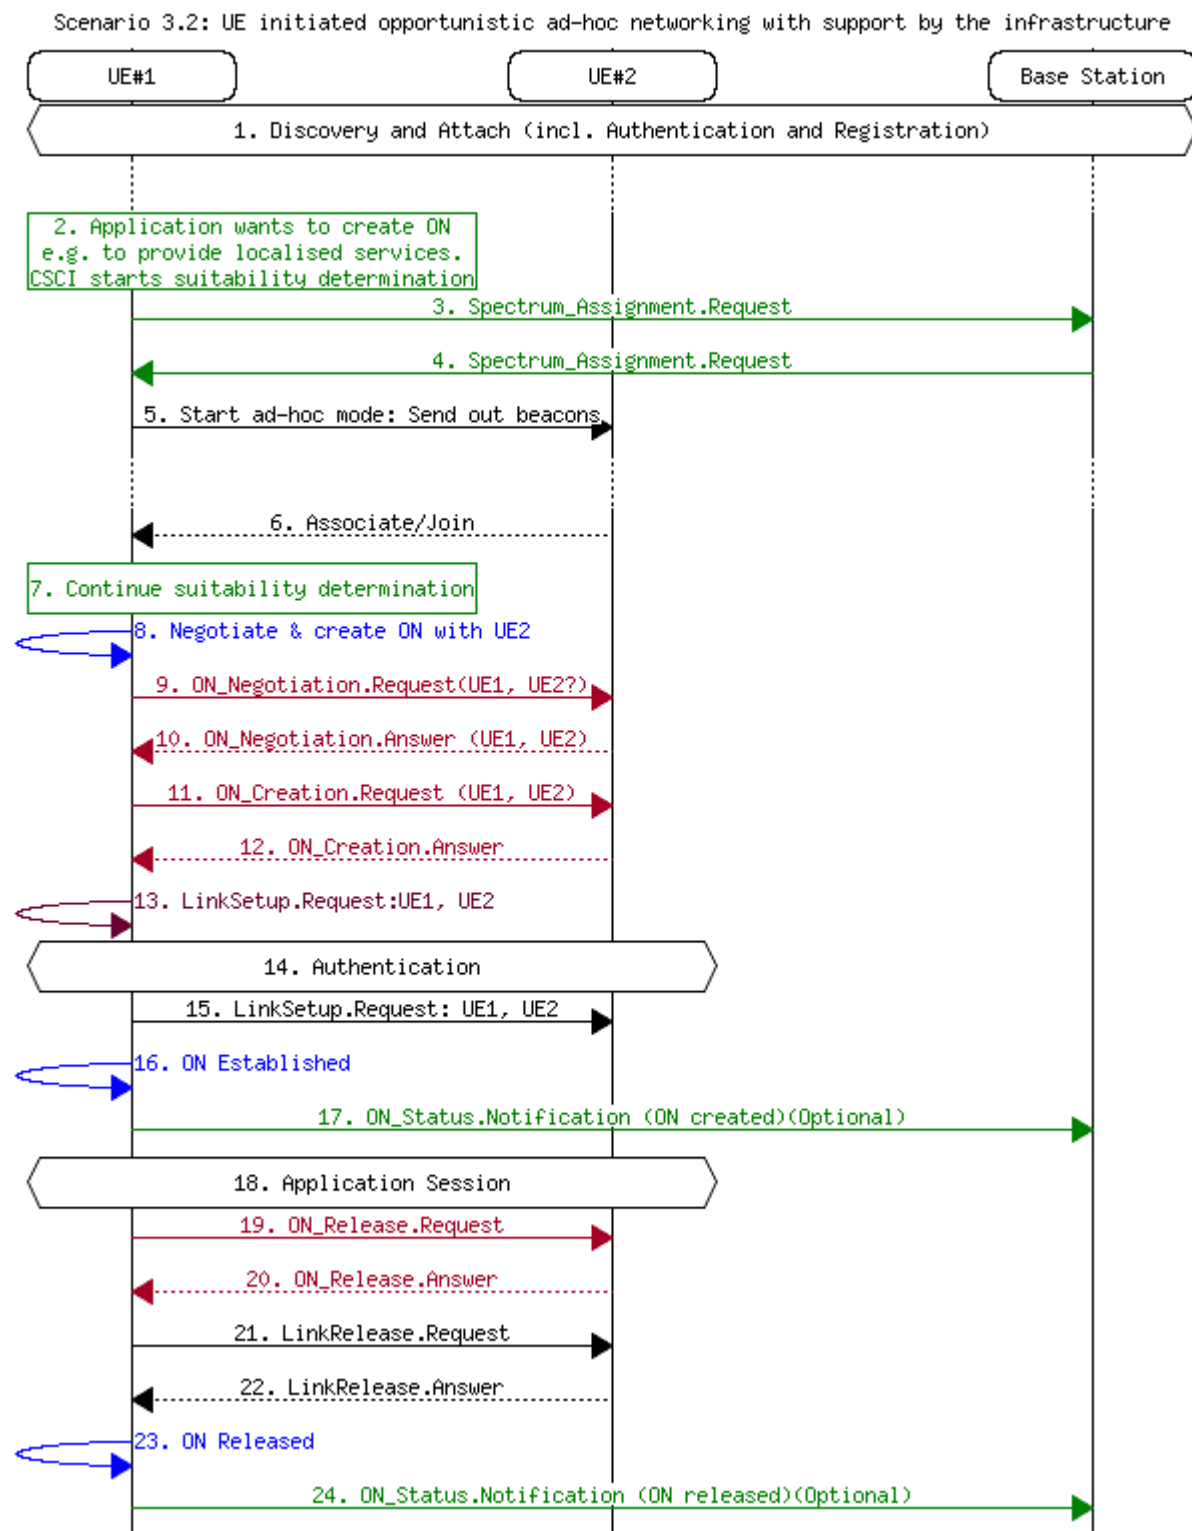 Scenario 3.2: UE initiated opportunistic ad-hoc networking with support by the infrastructure
UE#1
UE#2
Base Station
1. Discovery and Attach (incl. Authentication and Registration)
2. Application wants to create ON
e.g. to provide localised services.
CSCI starts suitability determination
3. Spectrum_Assignment.Request
4. Spectrum_Assignment.Request
5. Start ad-hoc mode: Send out beacons
6. Associate/Join
7. Continue suitability determination
8. Negotiate & create ON with UE2
9. ON_Negotiation.Request(UE1, UE2?)
10. ON_Negotiation.Answer (UE1, UE2)
11. ON_Creation.Request (UE1, UE2)
12. ON_Creation.Answer
13. LinkSetup.Request:UE1, UE2
14. Authentication
15. LinkSetup.Request: UE1, UE2
16. ON Established
17. ON_Status.Notification (ON created)(Optional)
18. Application Session
19. ON_Release.Request
20. ON_Release.Answer
21. LinkRelease.Request
22. LinkRelease.Answer
23. ON Released
24. ON_Status.Notification (ON released)(Optional)